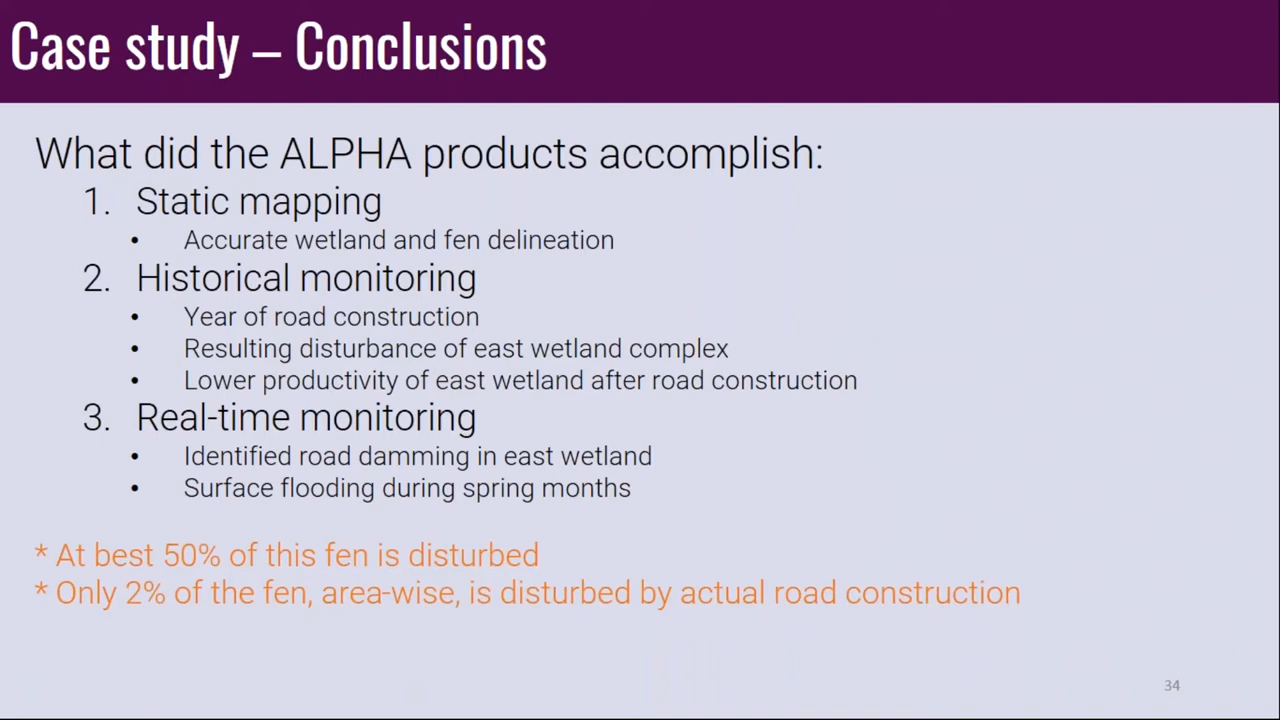 Case study – Conclusions
What did the ALPHA products accomplish:
1. Static mapping
• Accurate wetland and fen delineation
2. Historical monitoring
• Year of road construction
• Resulting disturbance of east wetland complex
• Lower productivity of east wetland after road construction
3. Real-time monitoring
• Identified road damming in east wetland
• Surface flooding during spring months
* At best 50% of this fen is disturbed
* Only 2% of the fen, area-wise, is disturbed by actual road construction
34